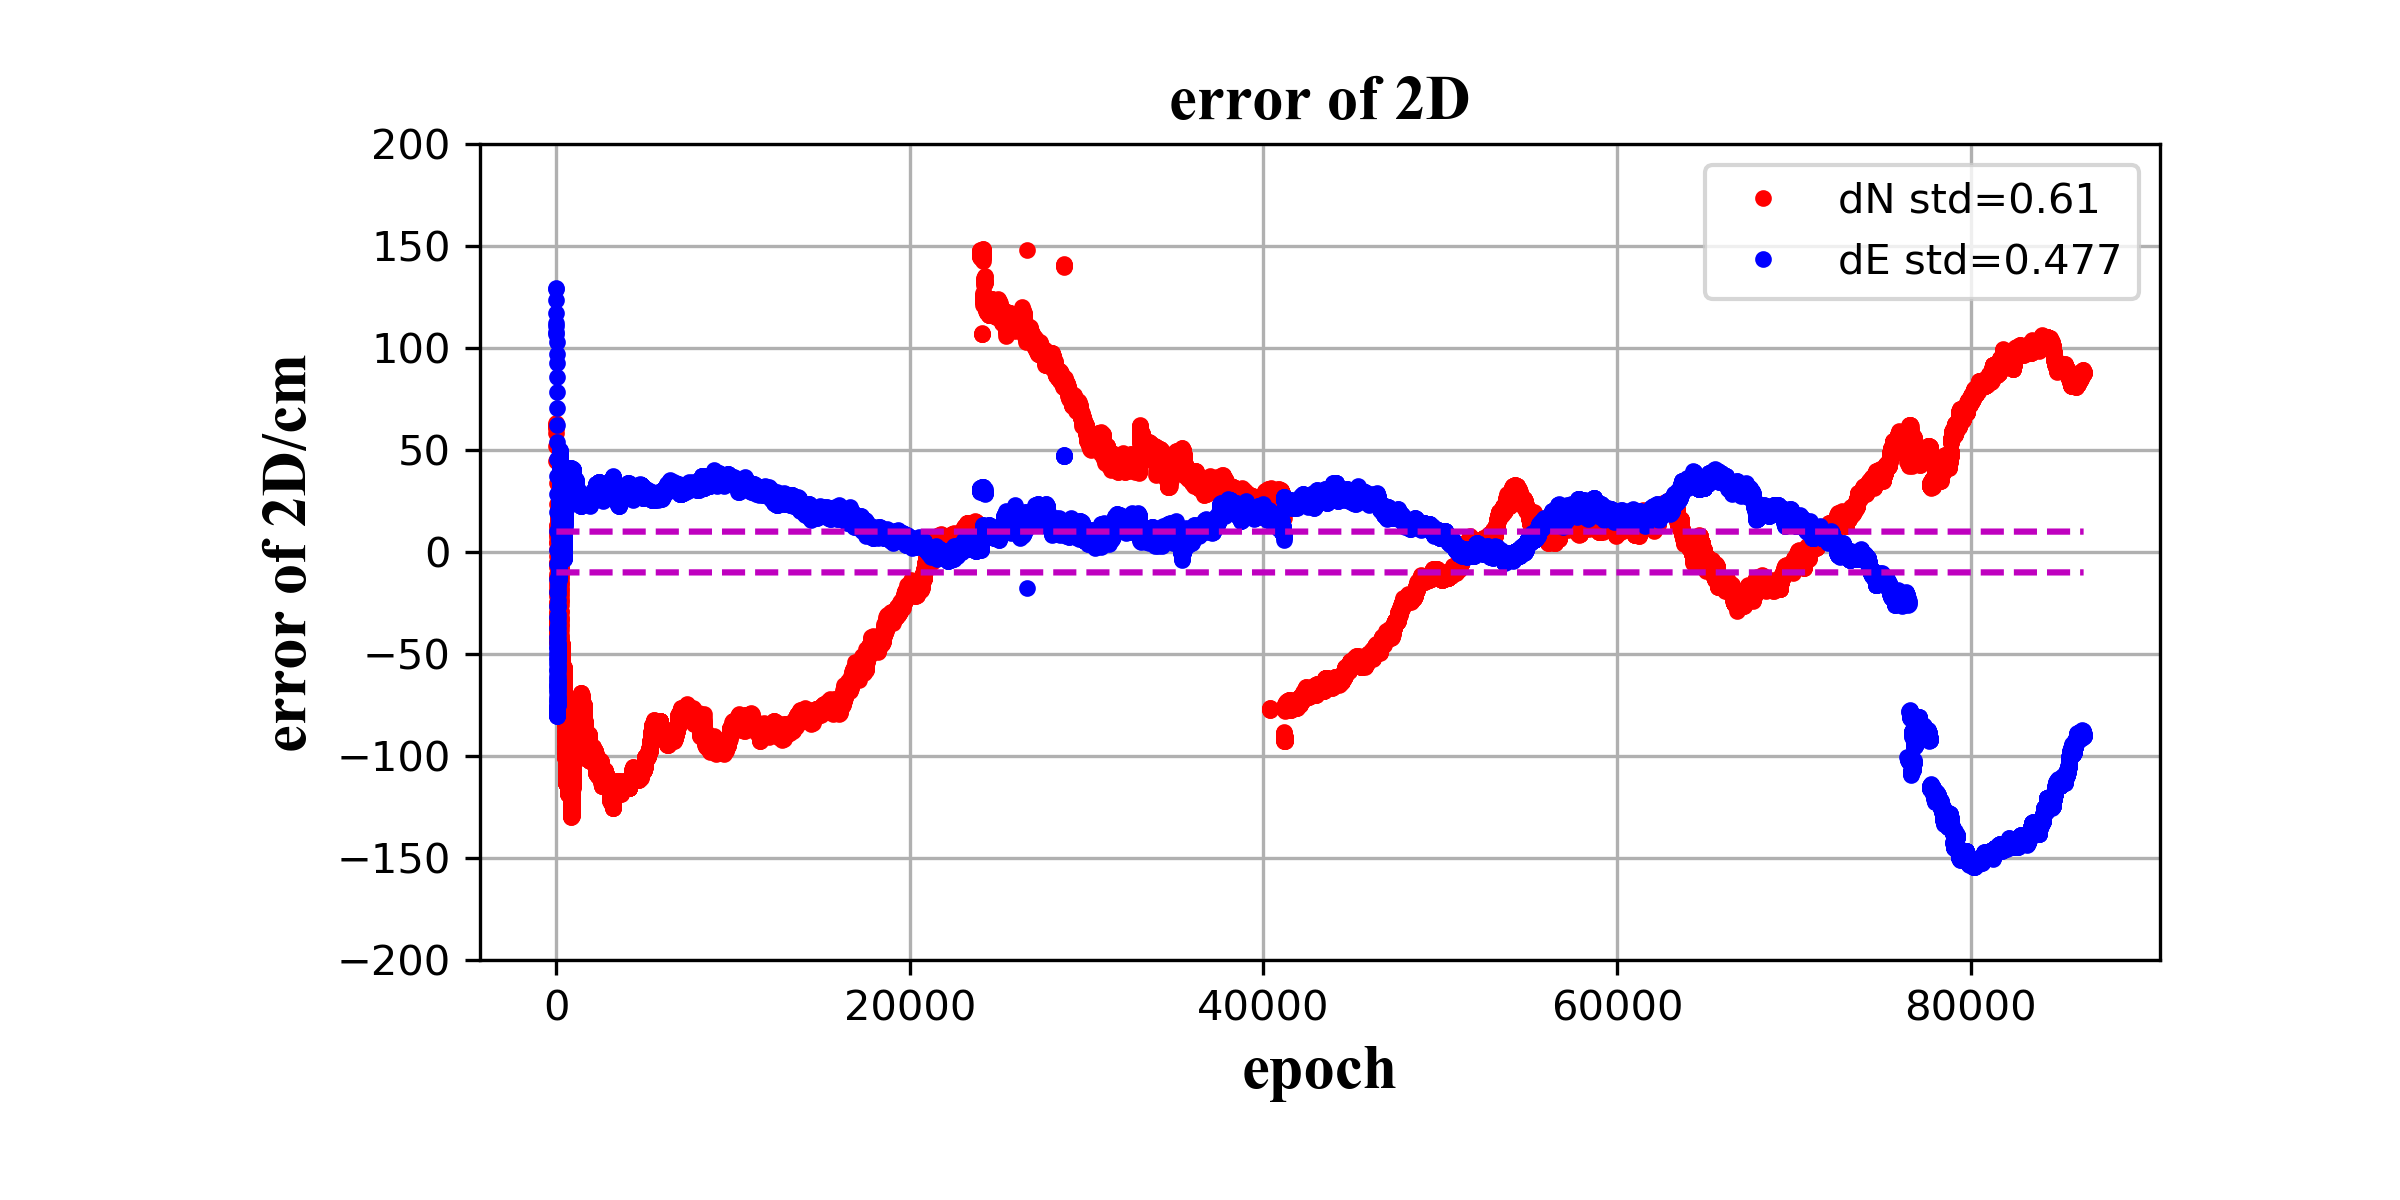 error of 2D
200
150
100
50
0
−50
−100
−150
−200
error of 2D/cm
dN std=0.61
dE std=0.477
0 20000 40000 60000 80000
epoch